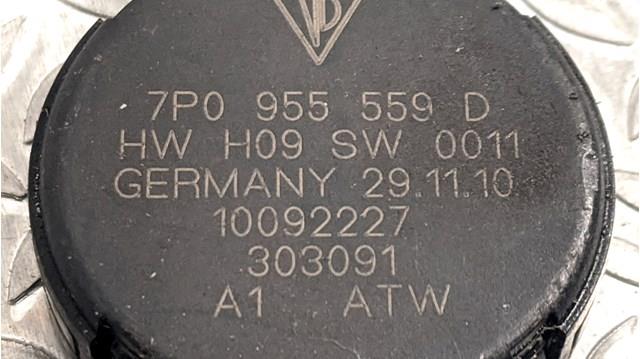 7P0 955 559 D
HW H09 SW 0011
GERMANY 29.11.10
10092227
303091
A1 ATW